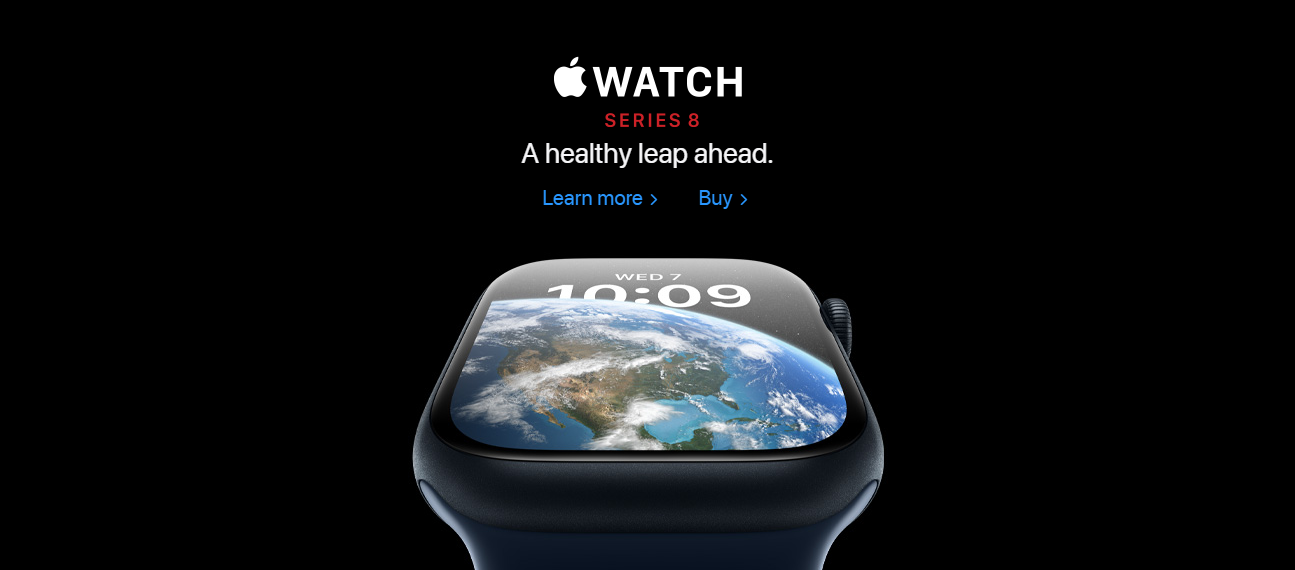 WATCH
SERIES 8
A healthy leap ahead.
Learn more > Buy >
WED 7
10:09